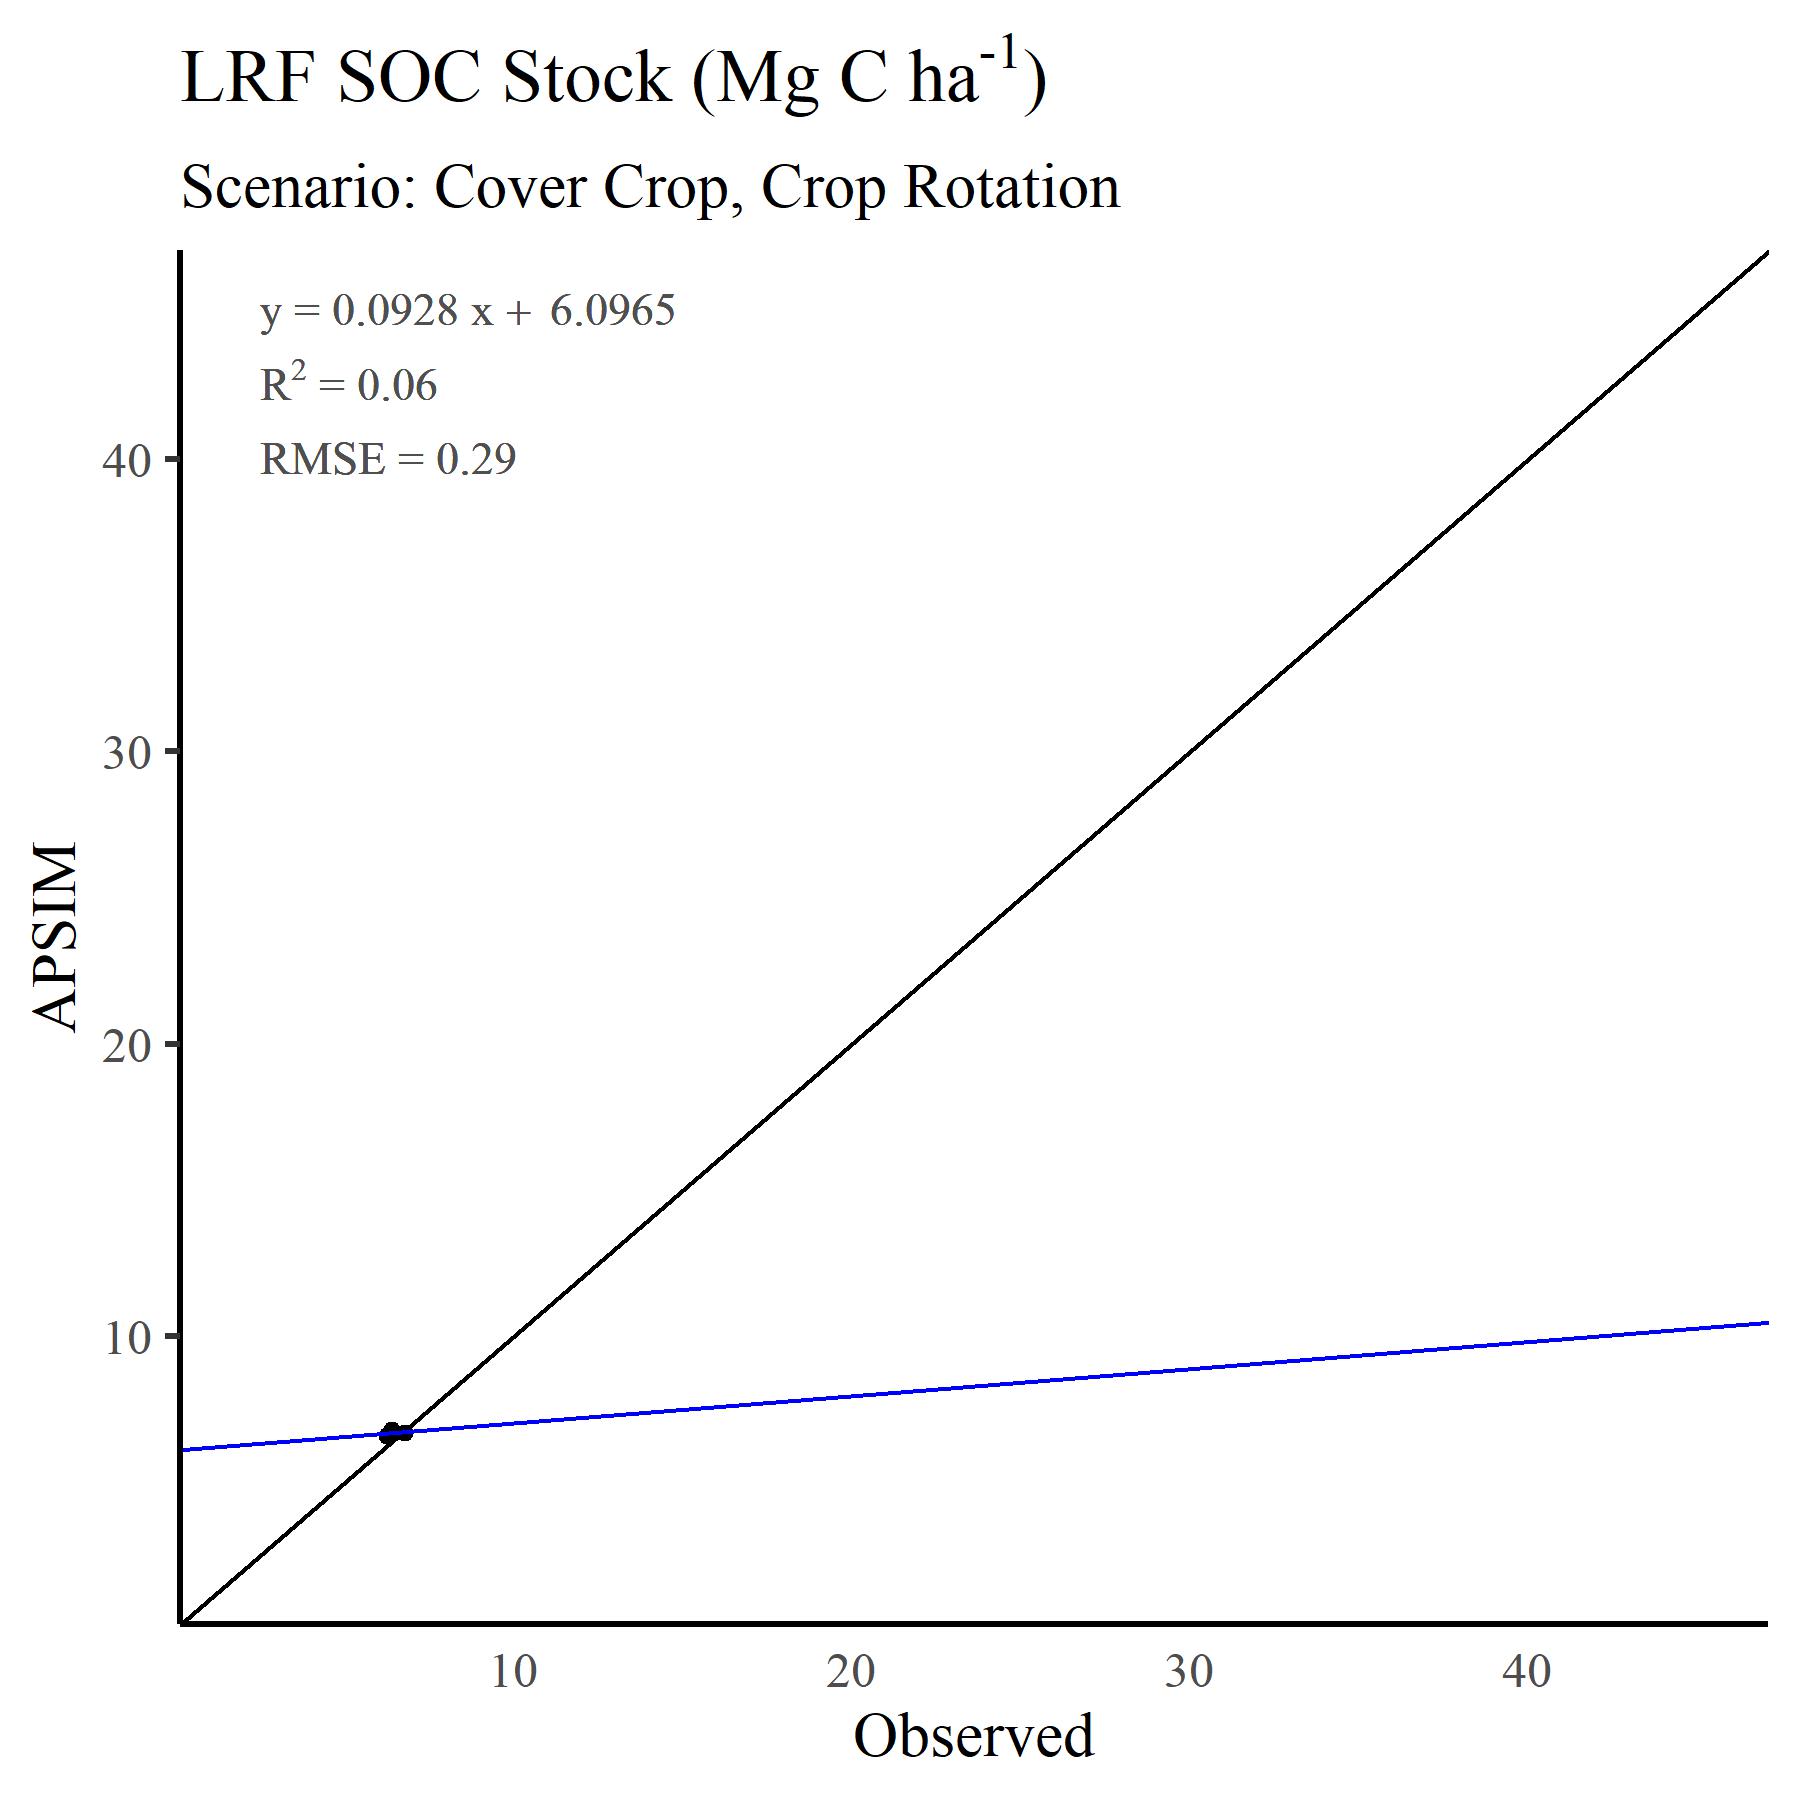 LRF SOC Stock (Mg C ha⁻¹)
Scenario: Cover Crop, Crop Rotation
y = 0.0928 x + 6.0965
R² = 0.06
RMSE = 0.29
40
30
20
10
APSIM
10 20 30 40
Observed